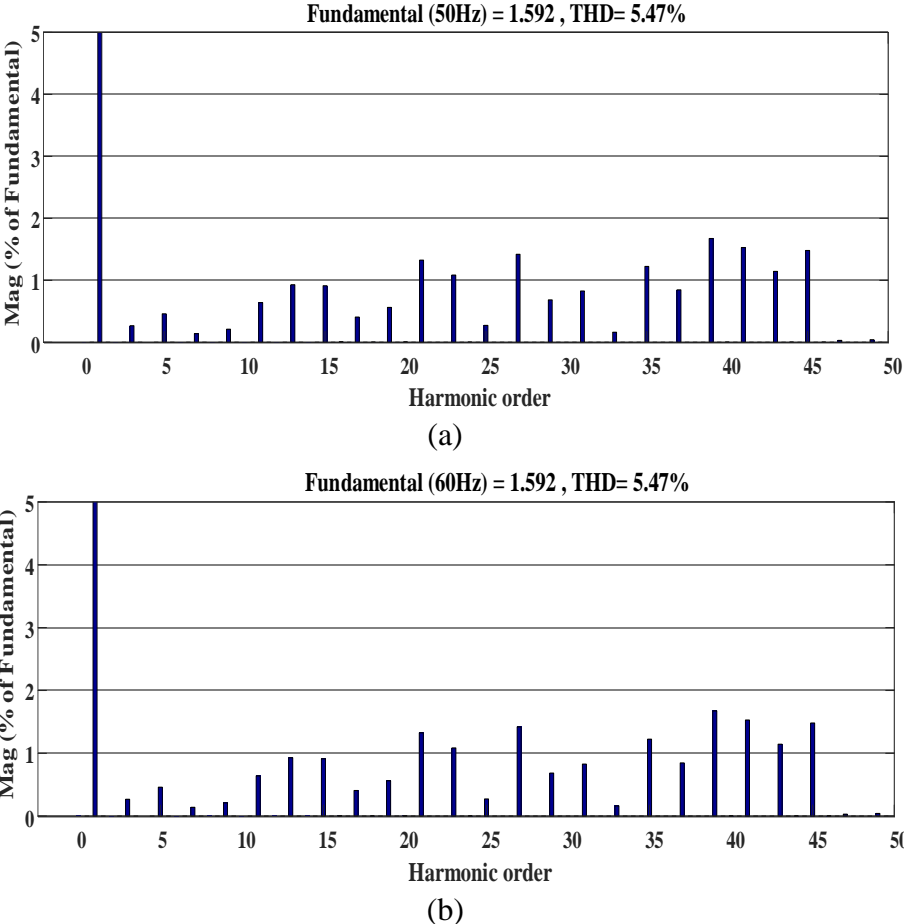 Fundamental (50Hz) = 1.592 , THD= 5.47%
Mag (% of Fundamental)
5
4
3
2
1
0
0 5 10 15 20 25 30 35 40 45 50
Harmonic order
(a)
Fundamental (60Hz) = 1.592 , THD= 5.47%
Mag (% of Fundamental)
5
4
3
2
1
0
0 5 10 15 20 25 30 35 40 45 50
Harmonic order
(b)